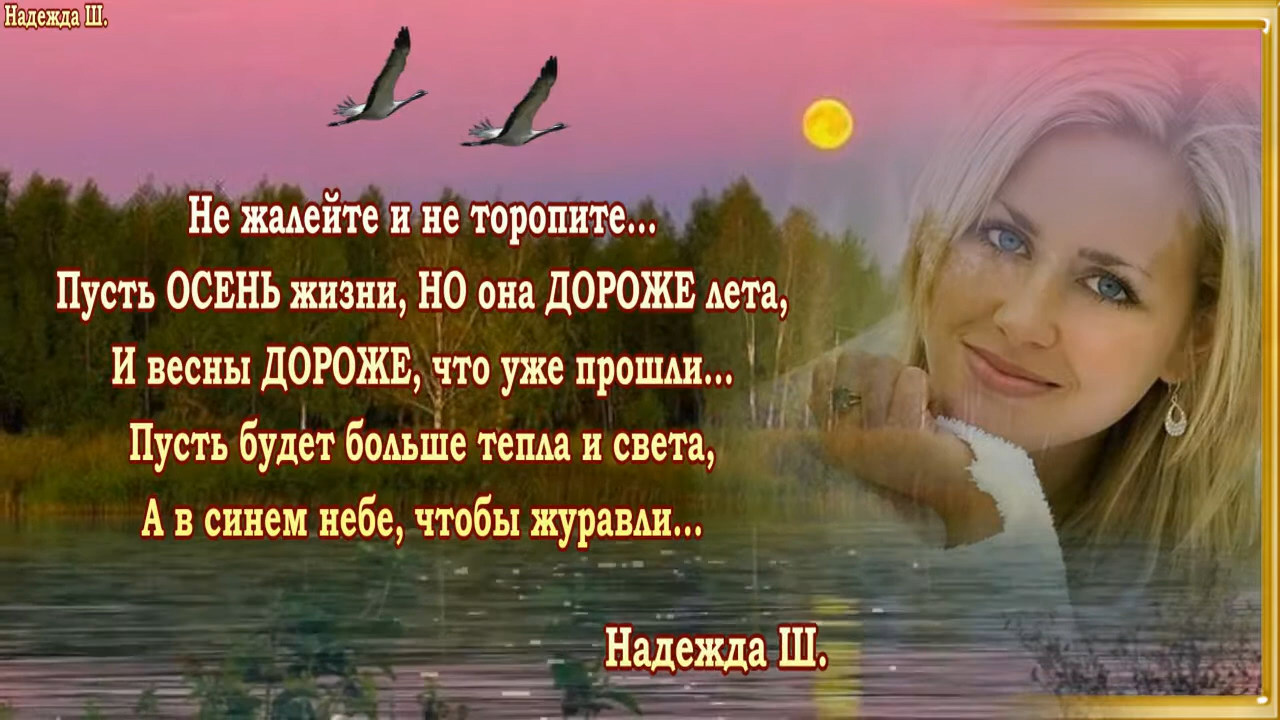 Надежда Ш.
Не жалейте и не торопите...
Пусть ОСЕНЬ жизни, НО она ДОРОЖЕ лета,
И весны ДОРОЖЕ, что уже прошли...
Пусть будет больше тепла и света,
А в синем небе, чтобы журавли...
Надежда Ш.